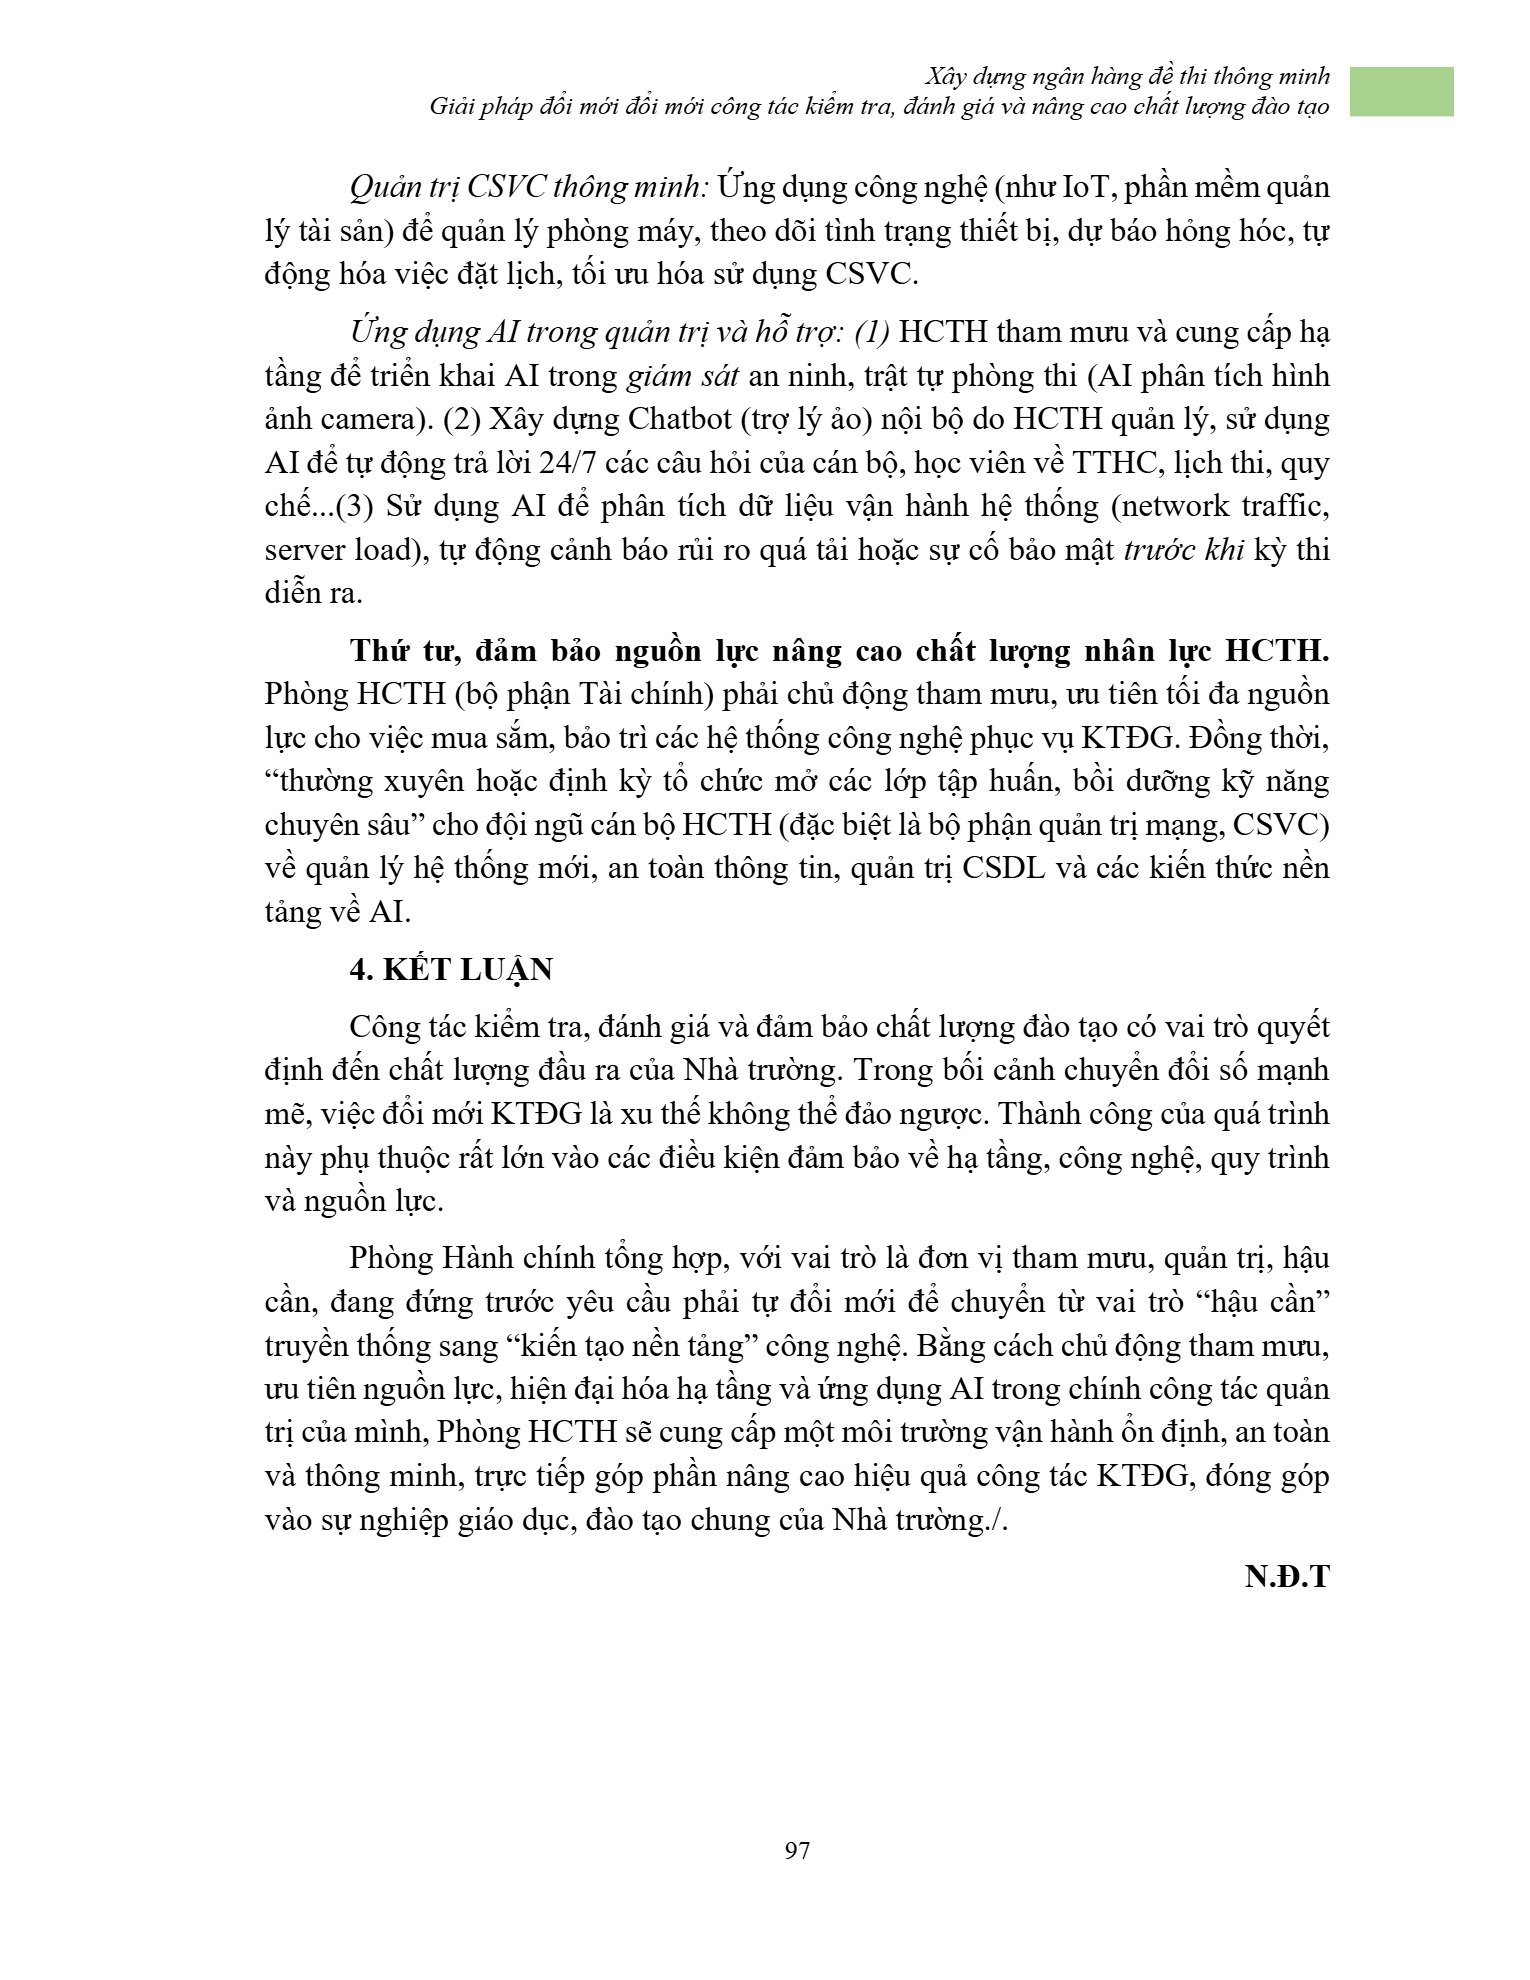 Xây dựng ngân hàng đề thi thông minh
Giải pháp đổi mới đổi mới công tác kiểm tra, đánh giá và nâng cao chất lượng đào tạo
Quản trị CSVC thông minh: Ứng dụng công nghệ (như IoT, phần mềm quản
lý tài sản) để quản lý phòng máy, theo dõi tình trạng thiết bị, dự báo hỏng hóc, tự
động hóa việc đặt lịch, tối ưu hóa sử dụng CSVC.
Ứng dụng AI trong quản trị và hỗ trợ: (1) HCTH tham mưu và cung cấp hạ
tầng để triển khai AI trong giám sát an ninh, trật tự phòng thi (AI phân tích hình
ảnh camera). (2) Xây dựng Chatbot (trợ lý ảo) nội bộ do HCTH quản lý, sử dụng
AI để tự động trả lời 24/7 các câu hỏi của cán bộ, học viên về TTHC, lịch thi, quy
chế...(3) Sử dụng AI để phân tích dữ liệu vận hành hệ thống (network traffic,
server load), tự động cảnh báo rủi ro quá tải hoặc sự cố bảo mật trước khi kỳ thi
diễn ra.
Thứ tư, đảm bảo nguồn lực nâng cao chất lượng nhân lực HCTH.
Phòng HCTH (bộ phận Tài chính) phải chủ động tham mưu, ưu tiên tối đa nguồn
lực cho việc mua sắm, bảo trì các hệ thống công nghệ phục vụ KTĐG. Đồng thời,
“thường xuyên hoặc định kỳ tổ chức mở các lớp tập huấn, bồi dưỡng kỹ năng
chuyên sâu” cho đội ngũ cán bộ HCTH (đặc biệt là bộ phận quản trị mạng, CSVC)
về quản lý hệ thống mới, an toàn thông tin, quản trị CSDL và các kiến thức nền
tảng về AI.
4. KẾT LUẬN
Công tác kiểm tra, đánh giá và đảm bảo chất lượng đào tạo có vai trò quyết
định đến chất lượng đầu ra của Nhà trường. Trong bối cảnh chuyển đổi số mạnh
mẽ, việc đổi mới KTĐG là xu thế không thể đảo ngược. Thành công của quá trình
này phụ thuộc rất lớn vào các điều kiện đảm bảo về hạ tầng, công nghệ, quy trình
và nguồn lực.
Phòng Hành chính tổng hợp, với vai trò là đơn vị tham mưu, quản trị, hậu
cần, đang đứng trước yêu cầu phải tự đổi mới để chuyển từ vai trò “hậu cần”
truyền thống sang “kiến tạo nền tảng” công nghệ. Bằng cách chủ động tham mưu,
ưu tiên nguồn lực, hiện đại hóa hạ tầng và ứng dụng AI trong chính công tác quản
trị của mình, Phòng HCTH sẽ cung cấp một môi trường vận hành ổn định, an toàn
và thông minh, trực tiếp góp phần nâng cao hiệu quả công tác KTĐG, đóng góp
vào sự nghiệp giáo dục, đào tạo chung của Nhà trường./.
N.Đ.T
97